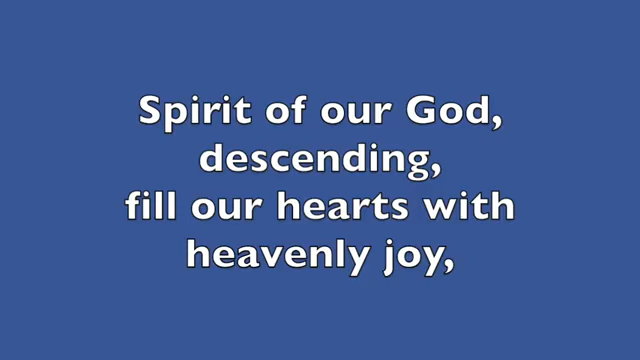 Spirit of our God,
descending,
fill our hearts with
heavenly joy,